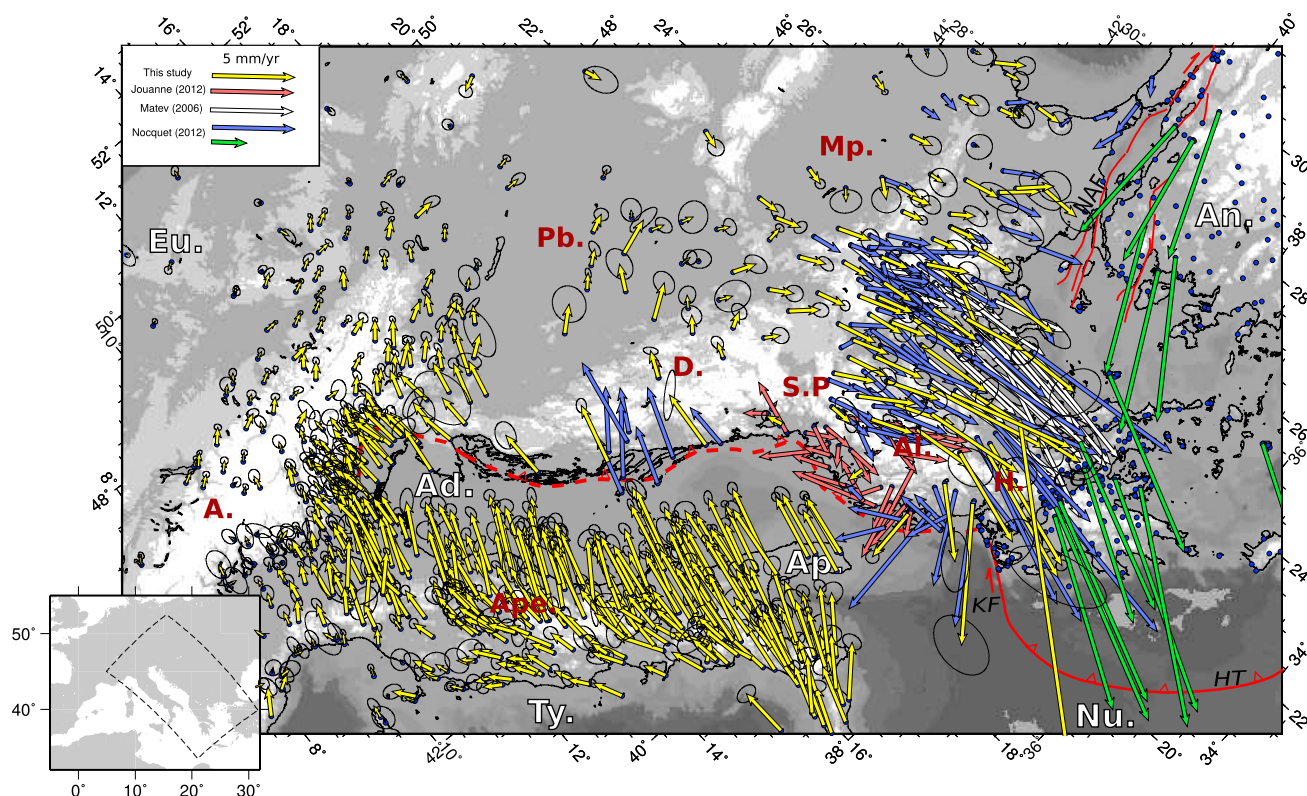 16° 52° 18° 20° 50° 22° 48° 24° 46° 26° 44° 28° 42° 30° 40°
5 mm/yr
This study
Jouanne (2012)
Matev (2006)
Nocquet (2012)
14°
52°
12°
50°
10°
48°
8°
30°
38°
28°
26°
36°
24°
34°
22°
Mp.
NAF
An.
Eu.
Pb.
D.
S.P
Al.
H.
Ad.
A.
Ap.
Ape.
KF
HT
Ty.
Nu.
8° 42° 10° 12° 40° 14° 38° 16° 18° 36° 20° 34°
50°
40°
0° 10° 20° 30°